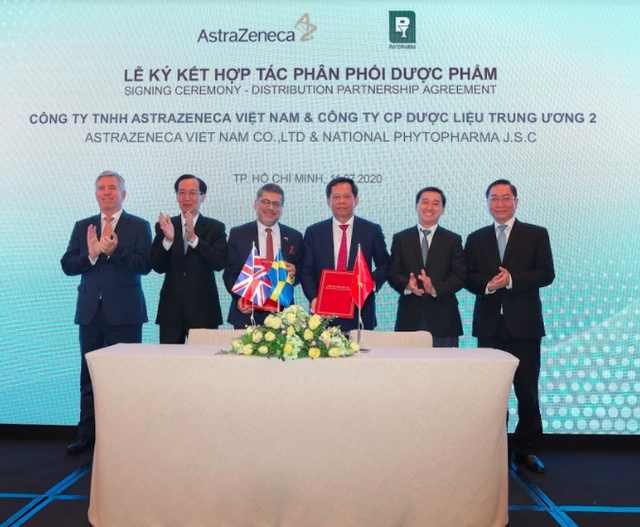 AstraZeneca
PHYTOPHARMA
LỄ KÝ KẾT HỢP TÁC PHÂN PHỐI DƯỢC PHẨM
SIGNING CEREMONY - DISTRIBUTION PARTNERSHIP AGREEMENT
CÔNG TY TNHH ASTRAZENECA VIỆT NAM & CÔNG TY CP DƯỢC LIỆU TRUNG ƯƠNG 2
ASTRAZENECA VIET NAM CO.,LTD & NATIONAL PHYTOPHARMA J.S.C
TP. HỒ CHÍ MINH, .07.2020